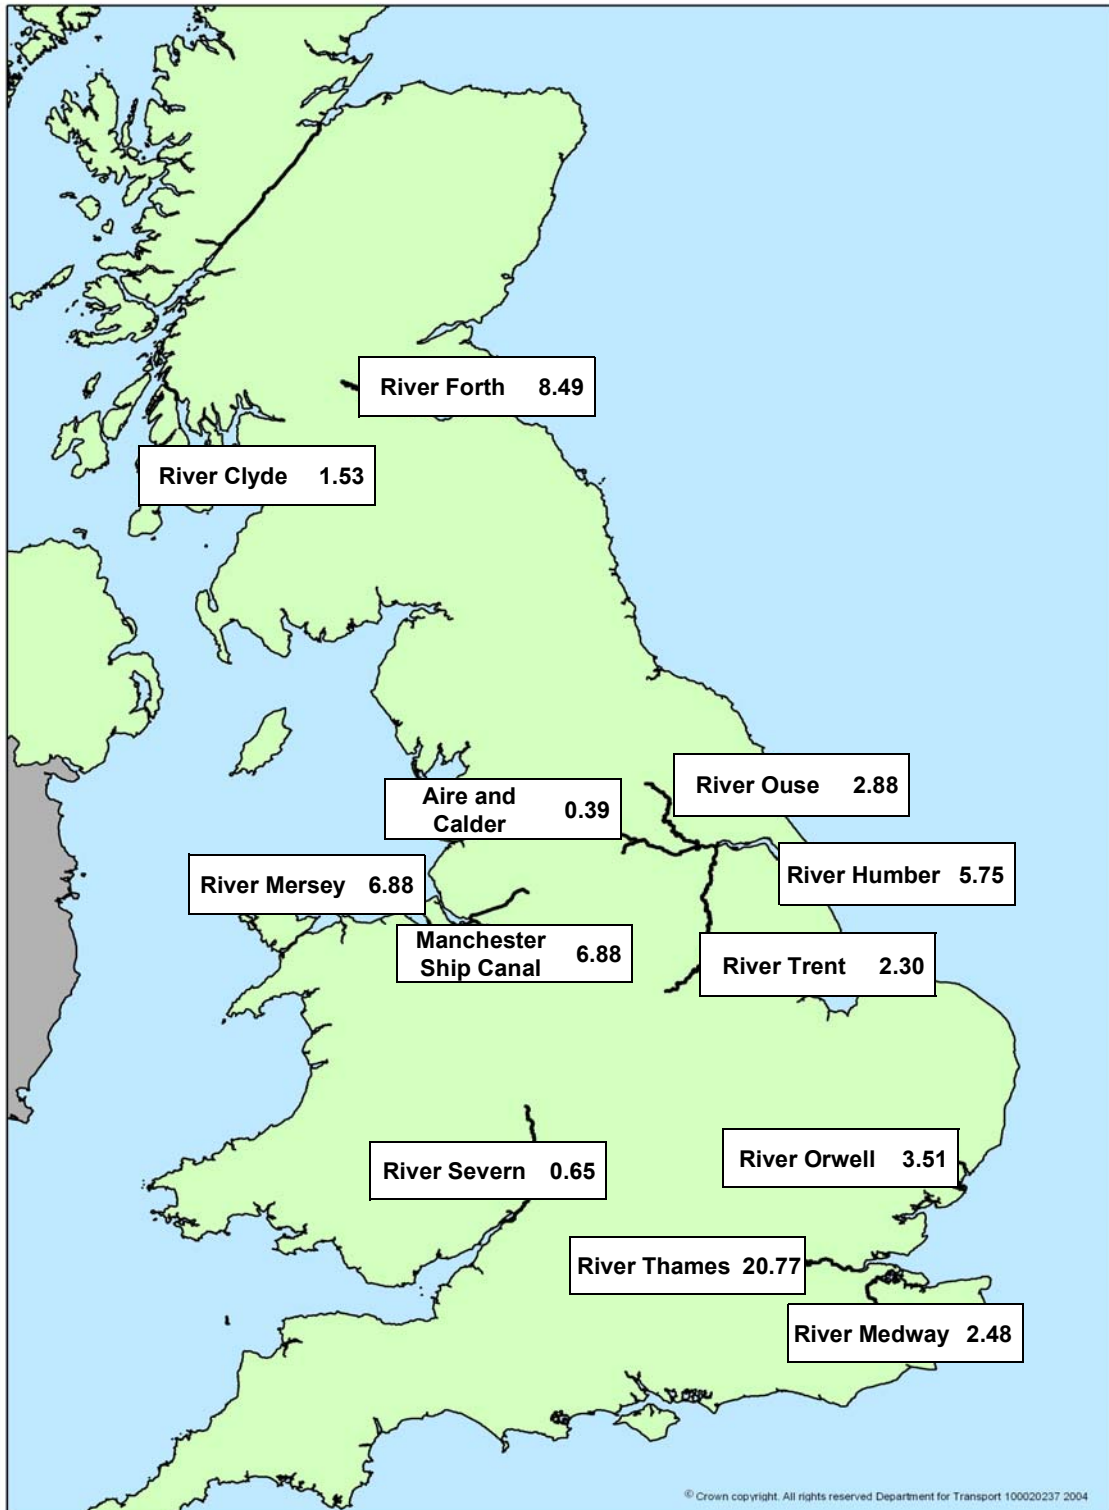 River Forth 8.49
River Clyde 1.53
River Ouse 2.88
Aire and
Calder 0.39
River Humber 5.75
River Mersey 6.88
Manchester
Ship Canal 6.88
River Trent 2.30
River Orwell 3.51
River Severn 0.65
River Thames 20.77
River Medway 2.48
© Crown copyright. All rights reserved Department for Transport 100020237 2004